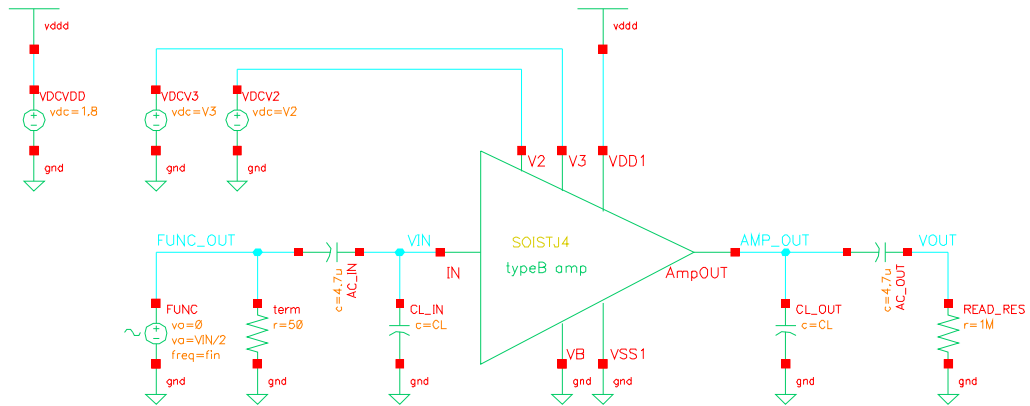 vddd
vddd
gnd
gnd
VDCVDD
vdc=1.8
VDCV3
vdc=V3
VDCV2
vdc=V2
gnd
gnd
gnd
V2
V3
VDD1
FUNC_OUT
VIN
SOISTJ4
AMP_OUT
VOUT
IN
typeB amp
AmpOUT
c=4.7u
AC_IN
c=4.7u
AC_OUT
FUNC
va=0
va=VIN/2
freq=fin
term
r=50
CL_IN
c=CL
CL_OUT
c=CL
READ_RES
r=1M
VB
VSS1
gnd
gnd
gnd
gnd
gnd
gnd
gnd